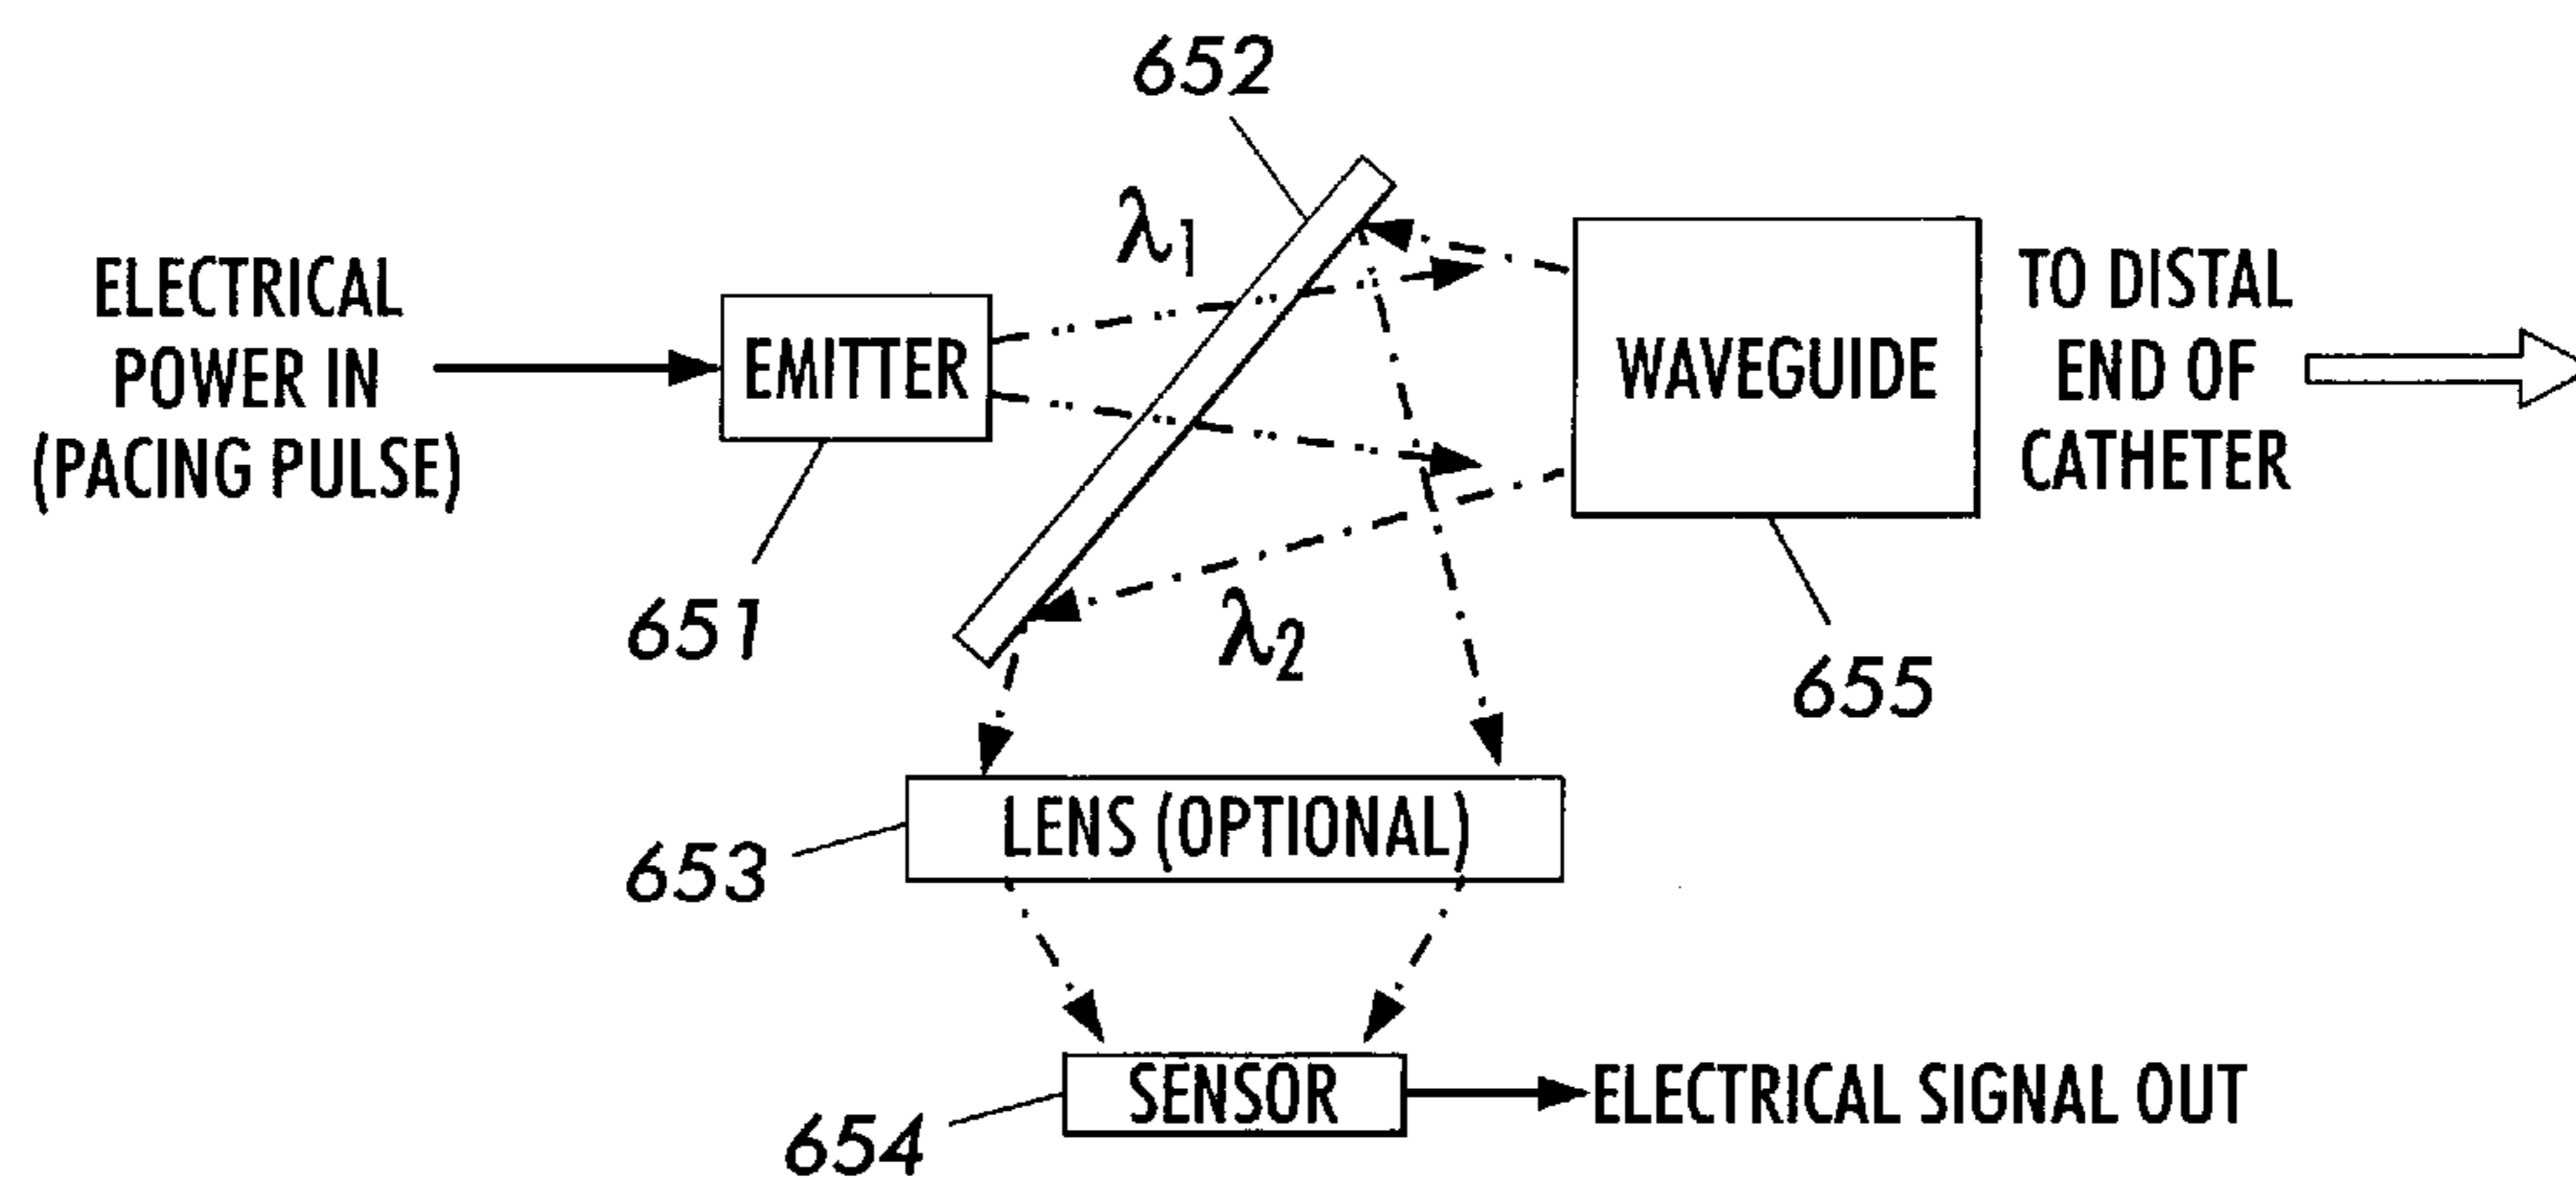 652
λ1
ELECTRICAL
POWER IN
(PACING PULSE)
EMITTER
WAVEGUIDE
TO DISTAL
END OF
CATHETER
651
λ2
655
LENS (OPTIONAL)
653
SENSOR
ELECTRICAL SIGNAL OUT
654